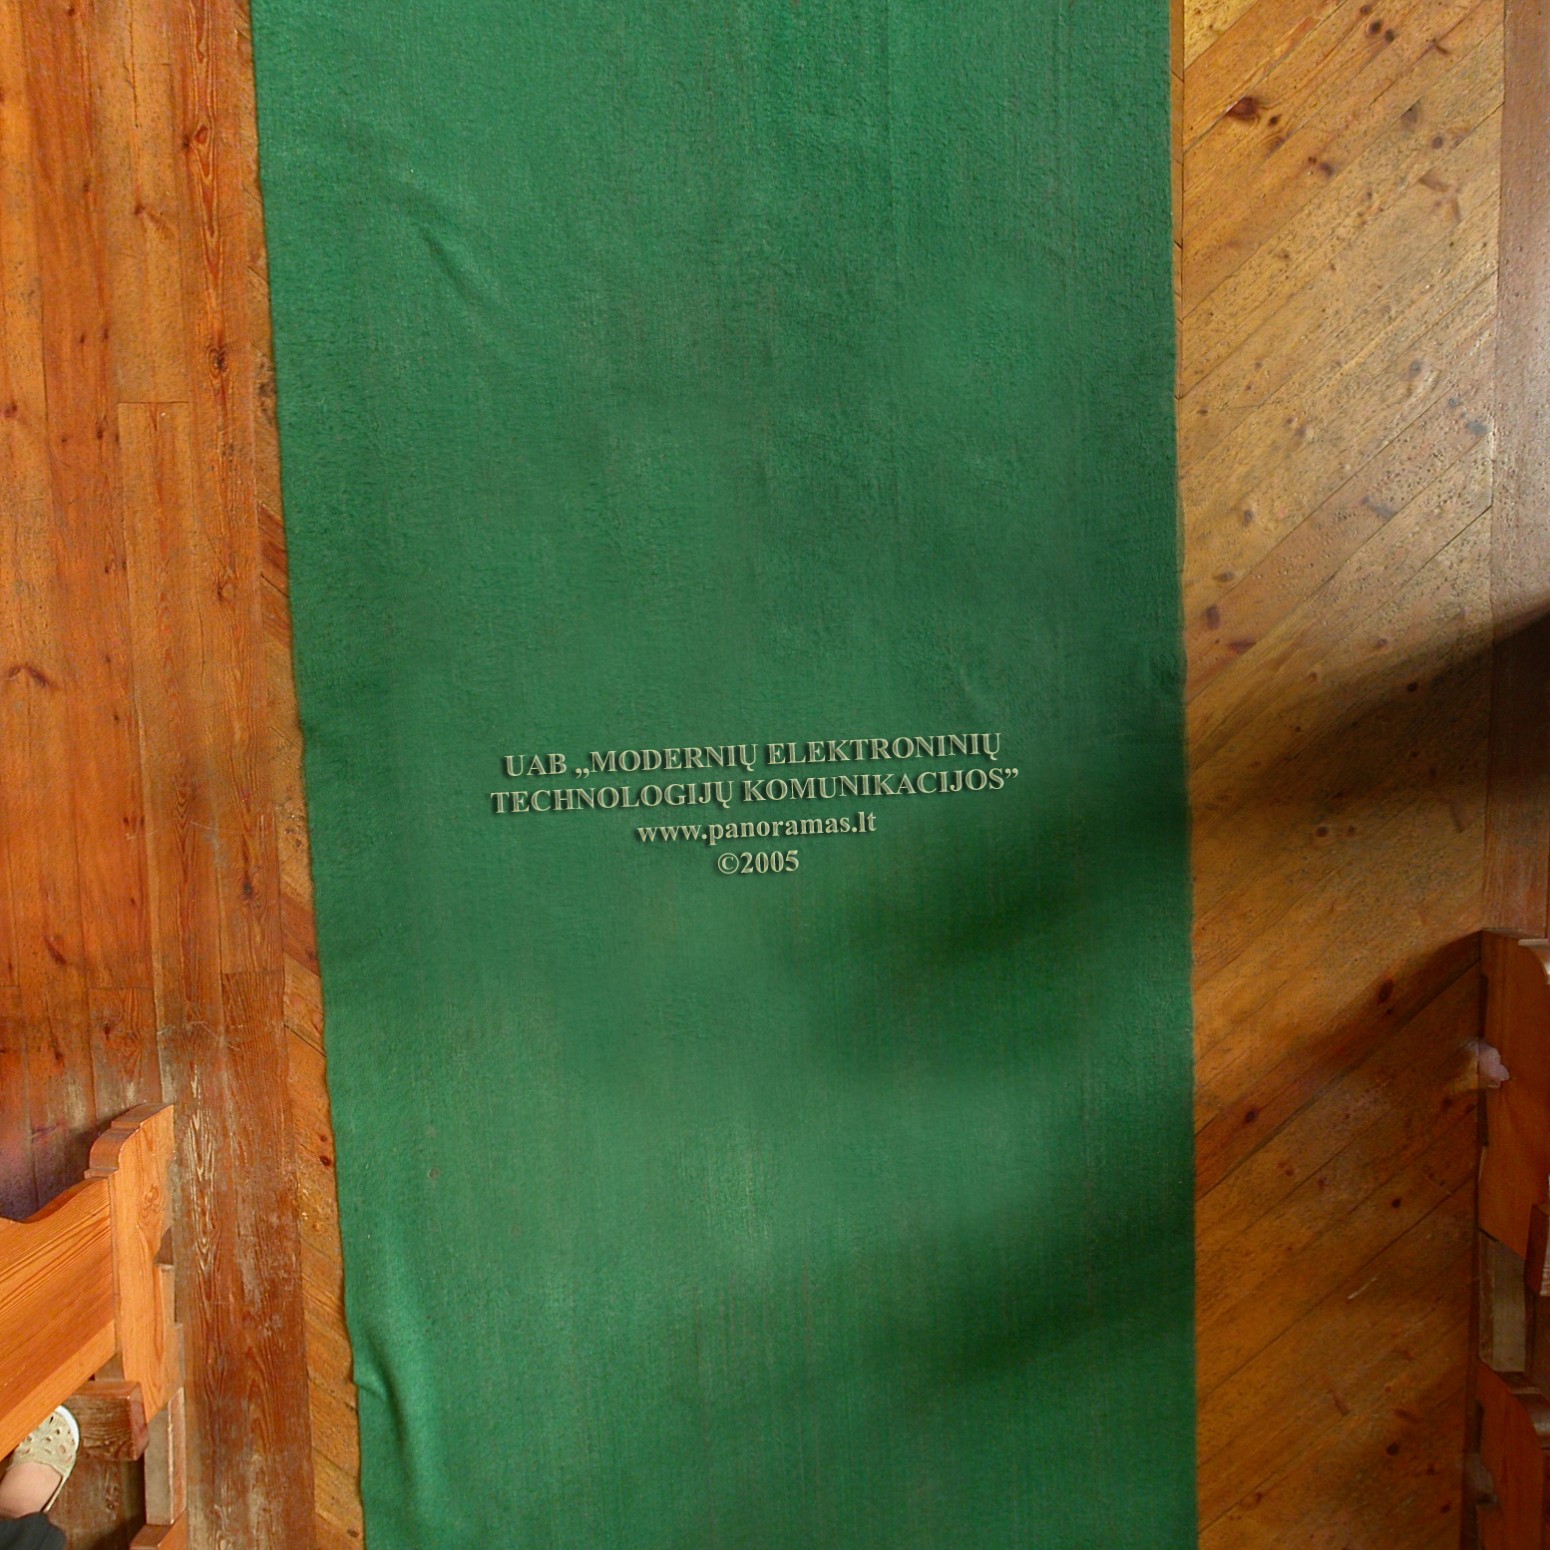 UAB „MODERNIŲ ELEKTRONINIŲ
TECHNOLOGIJŲ KOMUNIKACIJOS”
www.panoramas.lt
©2005